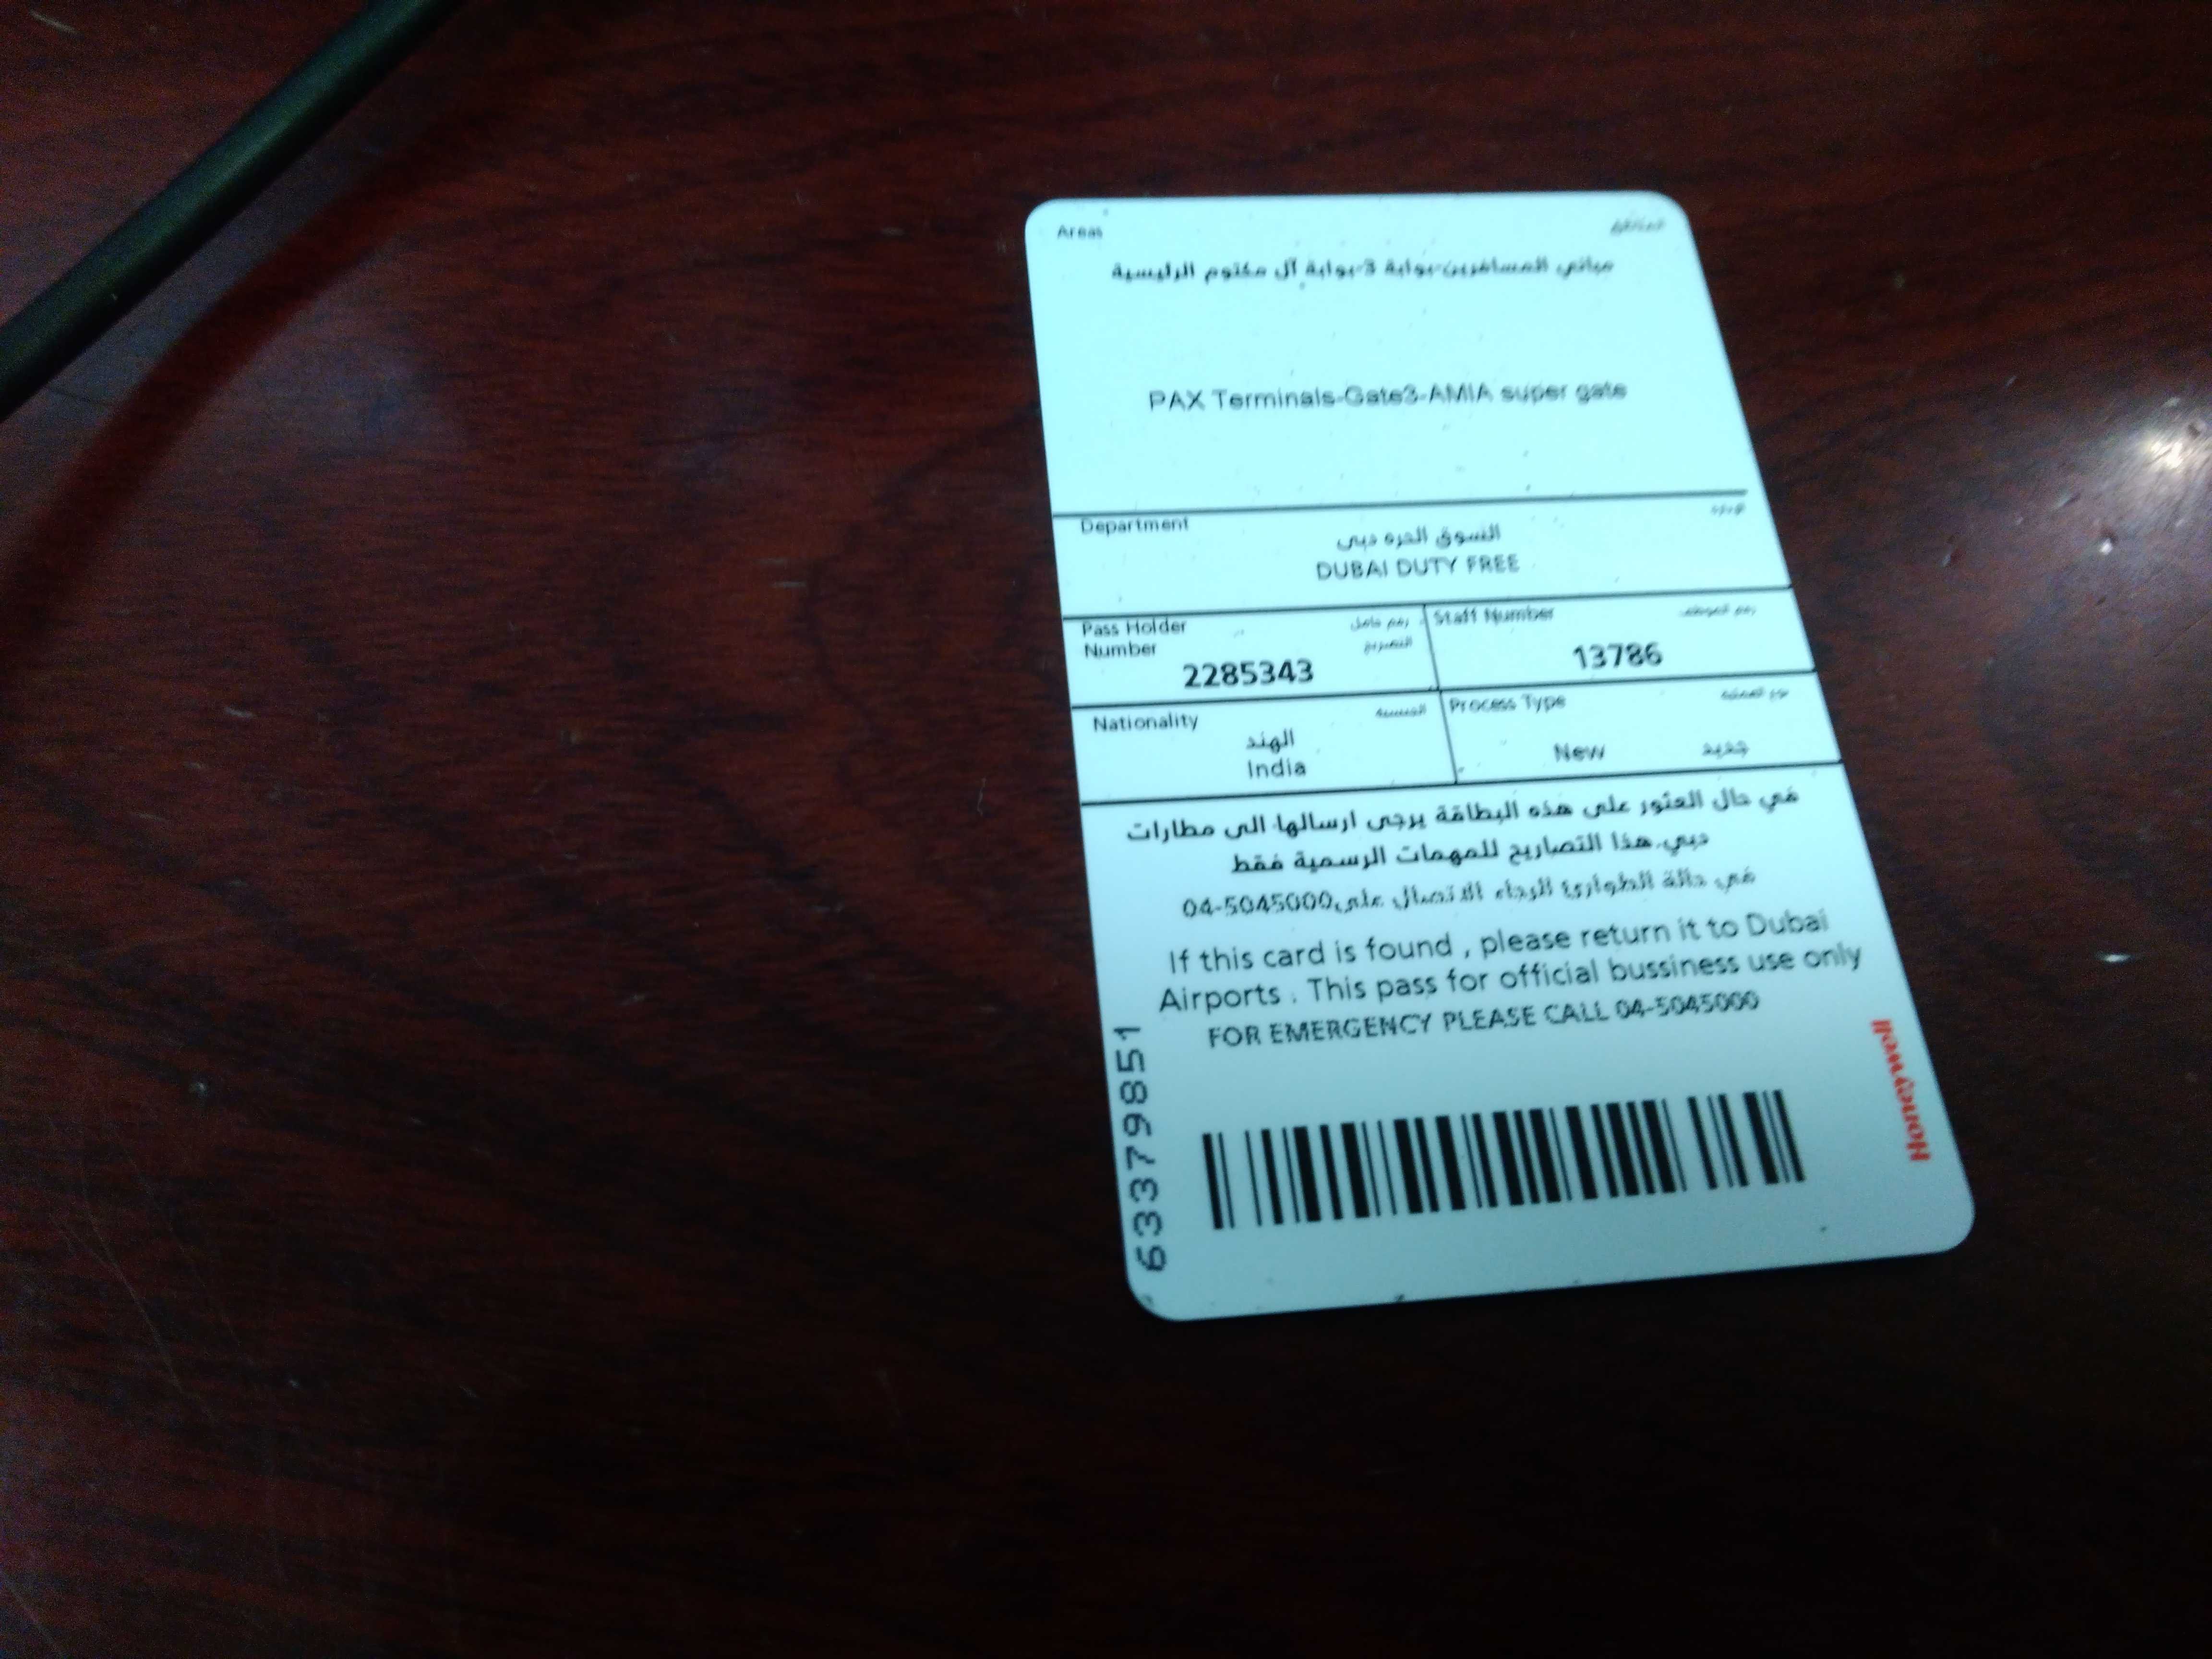 Areas المناطق
مباني المسافرين-بوابة 3-بوابة آل مكتوم الرئيسية
PAX Terminals-Gate3-AMIA super gate
Department الإدارة
السوق الحره دبي
DUBAI DUTY FREE
Pass Holder Number رقم حامل التصريح
2285343
Staff Number رقم الموظف
13786
Nationality الجنسية
الهند
India
Process Type نوع العملية
New جديد
في حال العثور على هذه البطاقة يرجى ارسالها الى مطارات
دبي.هذا التصاريح للمهمات الرسمية فقط
في حالة الطوارئ الرجاء الاتصال على04-5045000
If this card is found , please return it to Dubai
Airports . This pass for official bussiness use only
FOR EMERGENCY PLEASE CALL 04-5045000
63379851
Honeywell